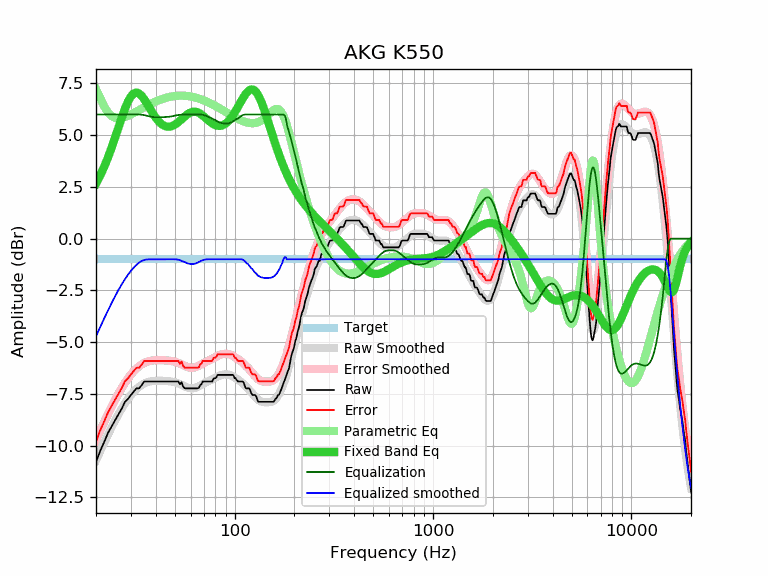 AKG K550
Amplitude (dBr)
7.5
5.0
2.5
0.0
−2.5
−5.0
−7.5
−10.0
−12.5
Target
Raw Smoothed
Error Smoothed
Raw
Error
Parametric Eq
Fixed Band Eq
Equalization
Equalized smoothed
100
1000
10000
Frequency (Hz)